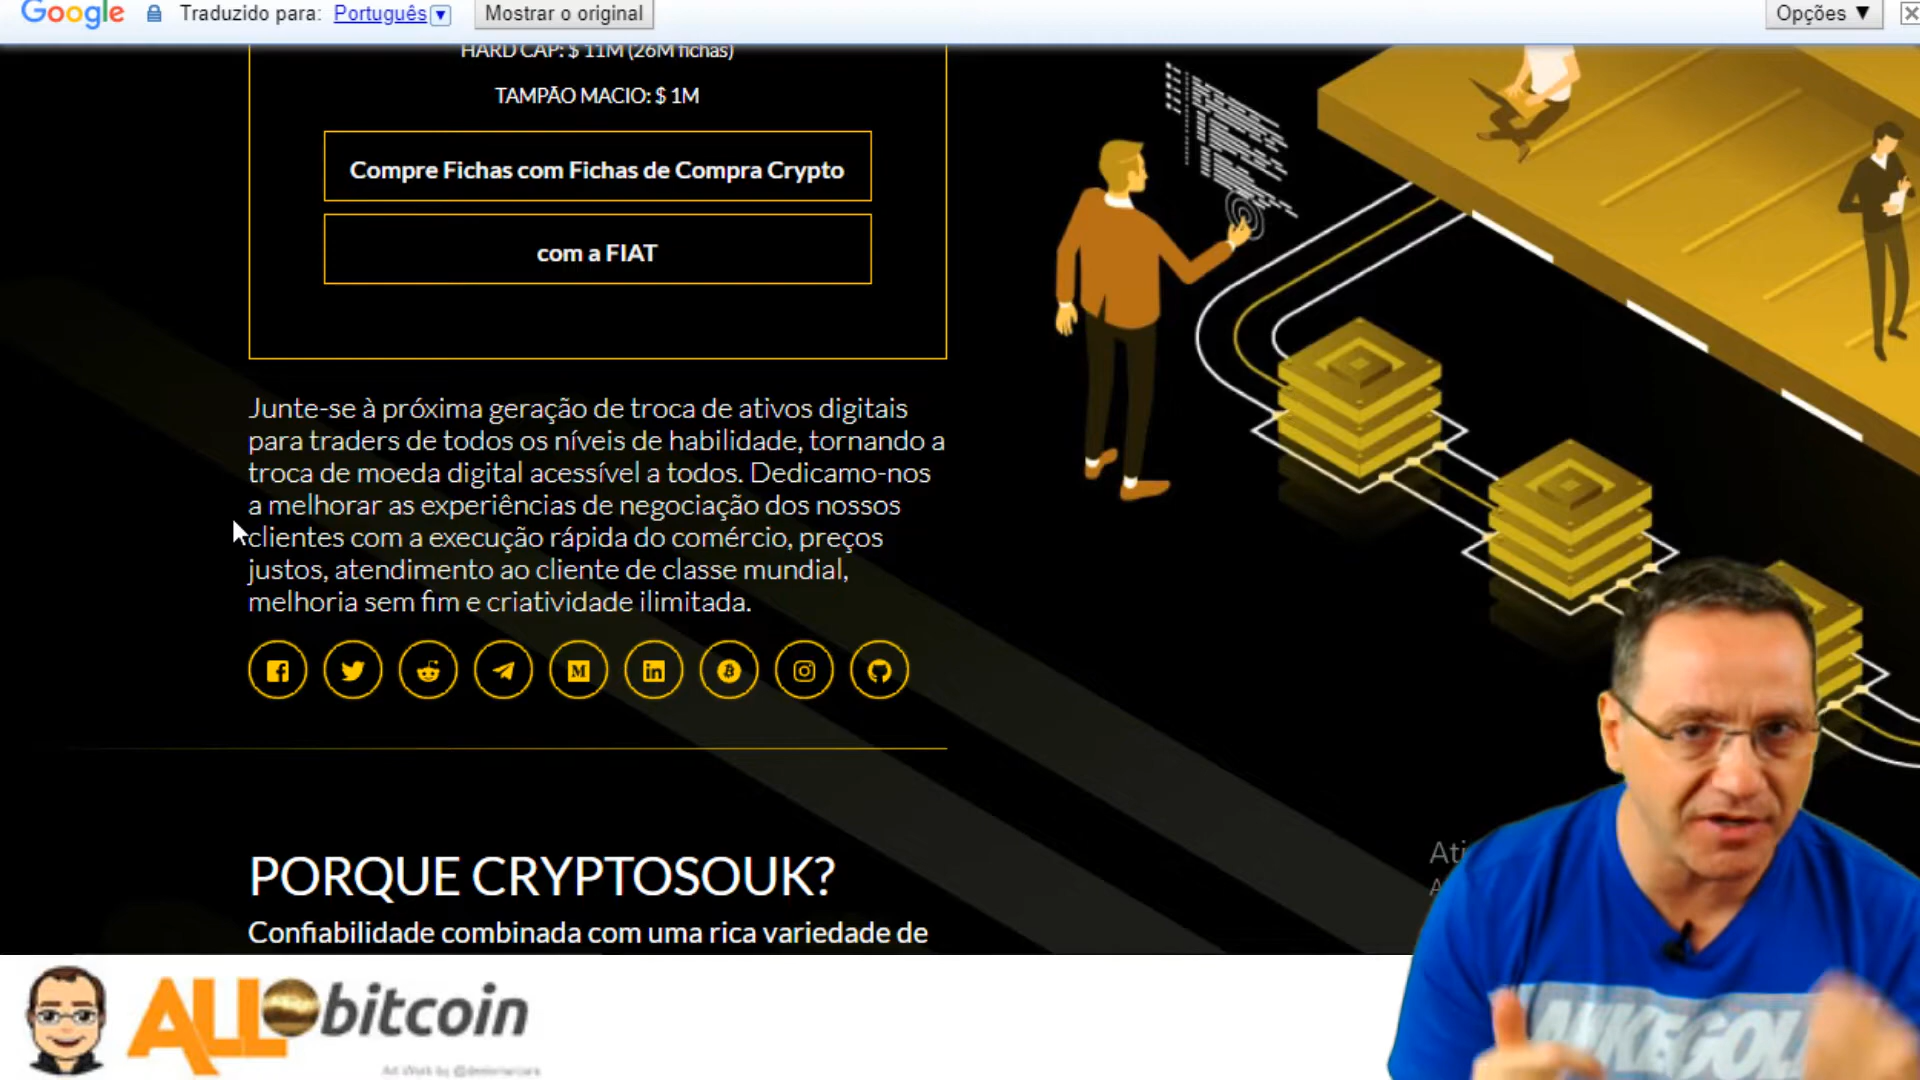 Google Traduzido para: Português ▼ Mostrar o original Opções ▼
HARD CAP: $ 11M (26M fichas)
TAMPÃO MACIO: $ 1M
Compre Fichas com Fichas de Compra Crypto
com a FIAT
Junte-se à próxima geração de troca de ativos digitais
para traders de todos os níveis de habilidade, tornando a
troca de moeda digital acessível a todos. Dedicamo-nos
a melhorar as experiências de negociação dos nossos
clientes com a execução rápida do comércio, preços
justos, atendimento ao cliente de classe mundial,
melhoria sem fim e criatividade ilimitada.
PORQUE CRYPTOSOUK?
Confiabilidade combinada com uma rica variedade de
Ati
A
ALL bitcoin